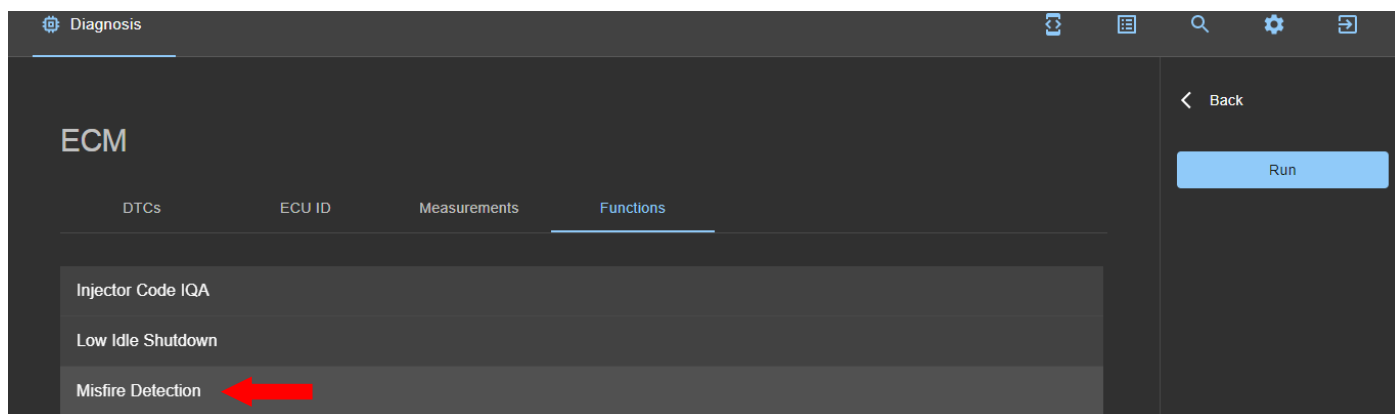 Diagnosis
Back
ECM
Run
DTCs ECU ID Measurements Functions
Injector Code IQA
Low Idle Shutdown
Misfire Detection